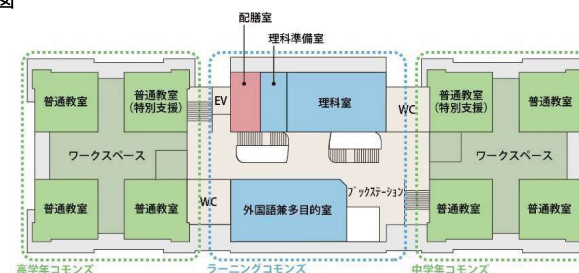 図
配膳室
理科準備室
普通教室
普通教室
(特別支援)
EV
理科室
WC
普通教室
(特別支援)
普通教室
ワークスペース
ワークスペース
普通教室
普通教室
WC
外国語兼多目的室
ブックステーション
普通教室
普通教室
高学年コモンズ
ラーニングコモンズ
中学年コモンズ